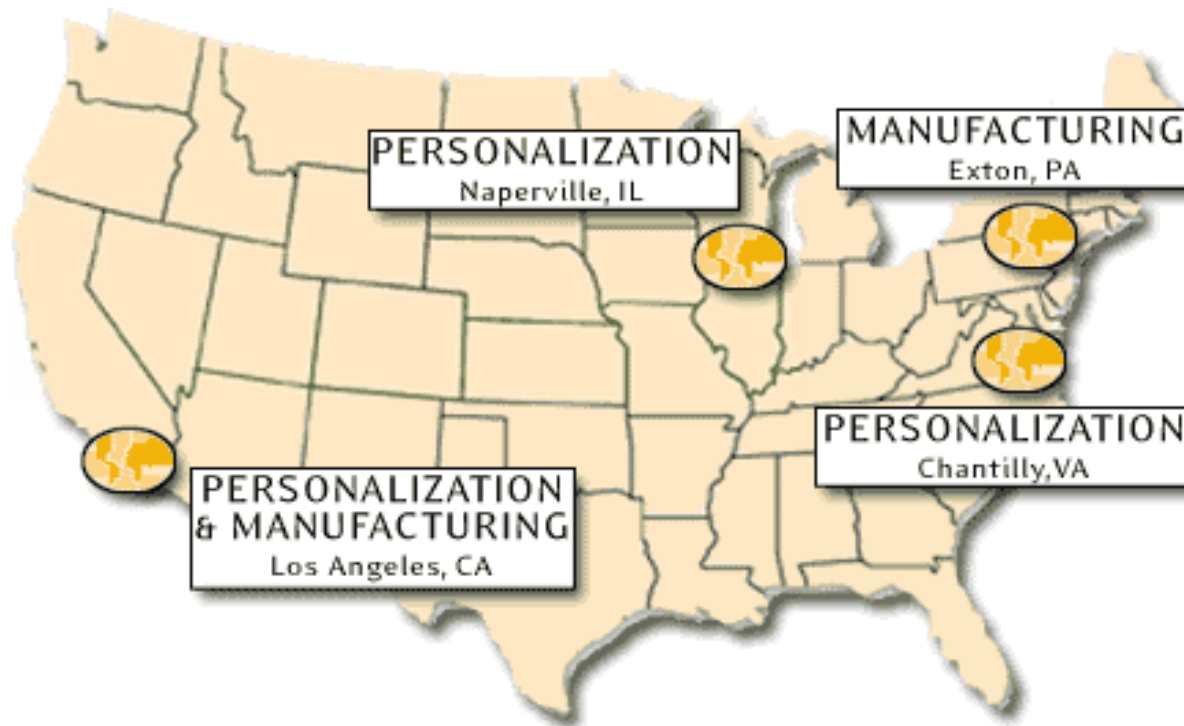 PERSONALIZATION
Naperville, IL
MANUFACTURING
Exton, PA
PERSONALIZATION
Chantilly,VA
PERSONALIZATION
& MANUFACTURING
Los Angeles, CA